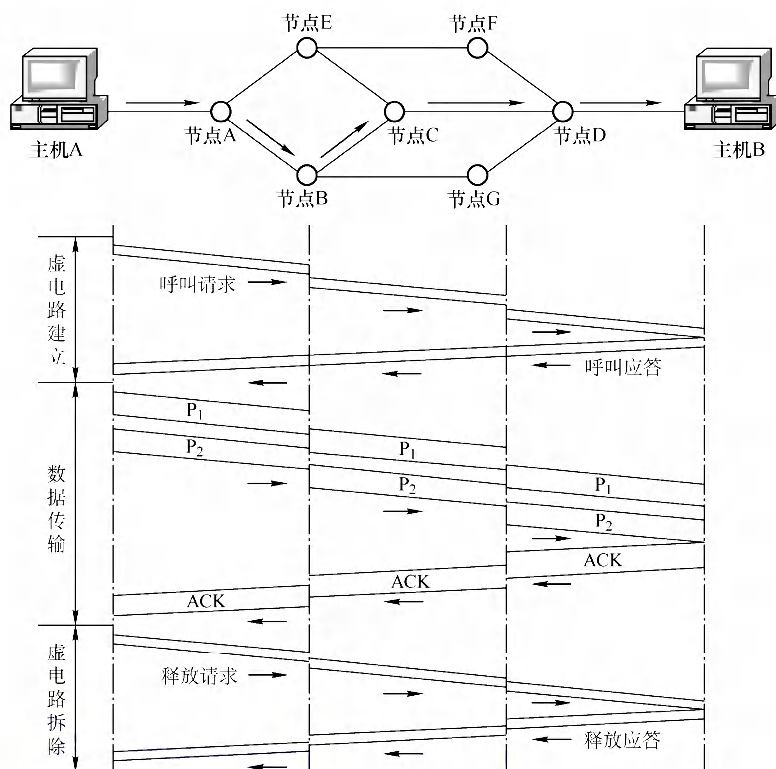 节点E
节点F
主机A
节点A
节点C
节点D
主机B
节点B
节点G
虚电路建立
呼叫请求
呼叫应答
数据传输
P₁
P₂
P₁
P₂
P₁
P₂
ACK
ACK
ACK
虚电路拆除
释放请求
释放应答